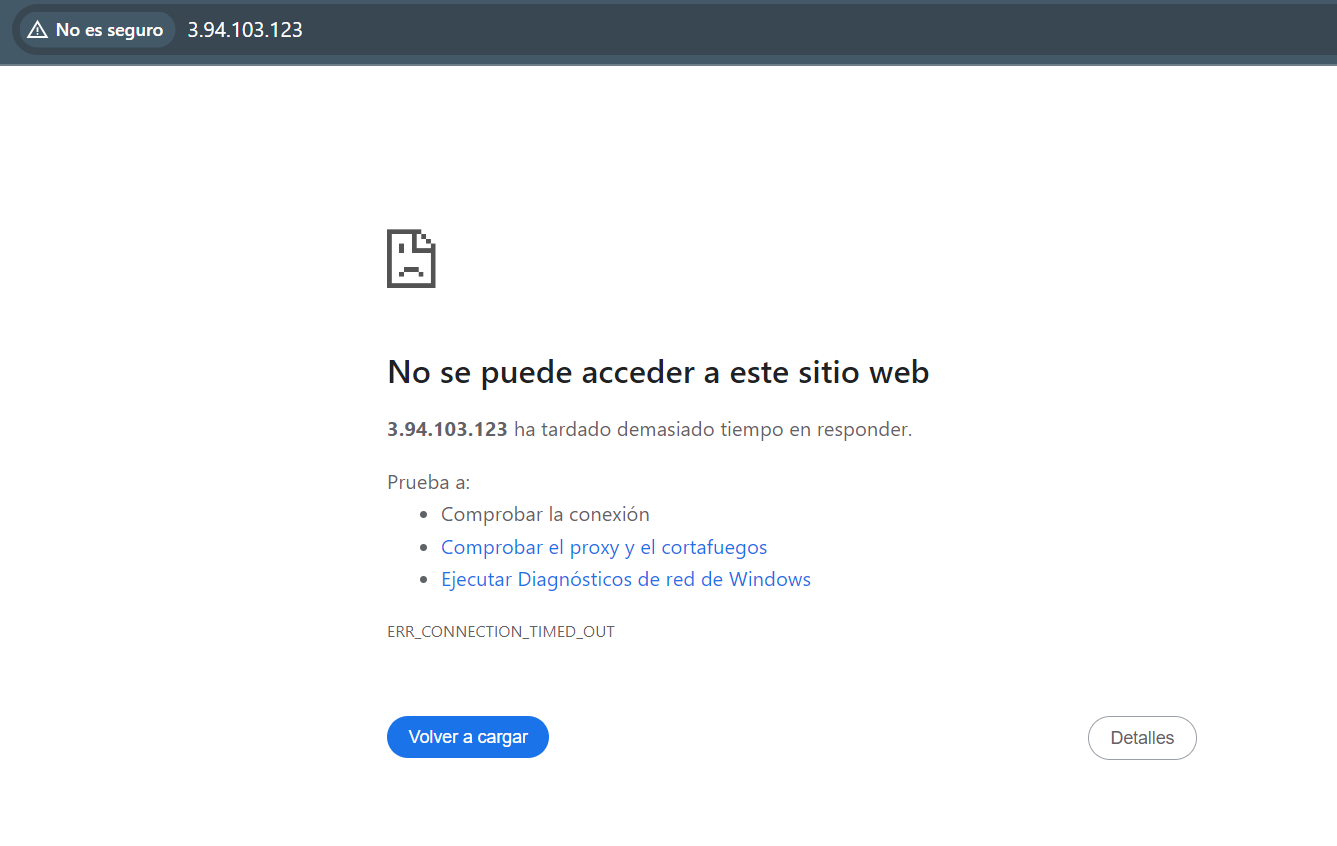 No es seguro 3.94.103.123
No se puede acceder a este sitio web
3.94.103.123 ha tardado demasiado tiempo en responder.
Prueba a:
• Comprobar la conexión
• Comprobar el proxy y el cortafuegos
• Ejecutar Diagnósticos de red de Windows
ERR_CONNECTION_TIMED_OUT
Volver a cargar
Detalles